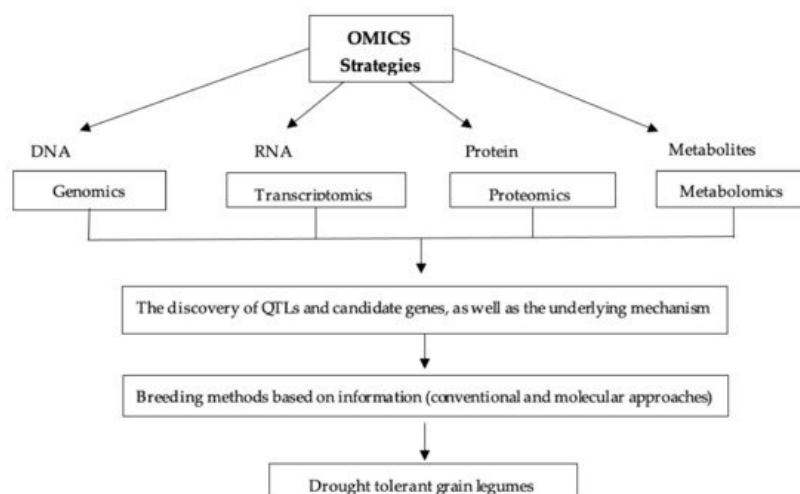 OMICS
Strategies
DNA
RNA
Protein
Metabolites
Genomics
Transcriptomics
Proteomics
Metabolomics
The discovery of QTLs and candidate genes, as well as the underlying mechanism
Breeding methods based on information (conventional and molecular approaches)
Drought tolerant grain legumes